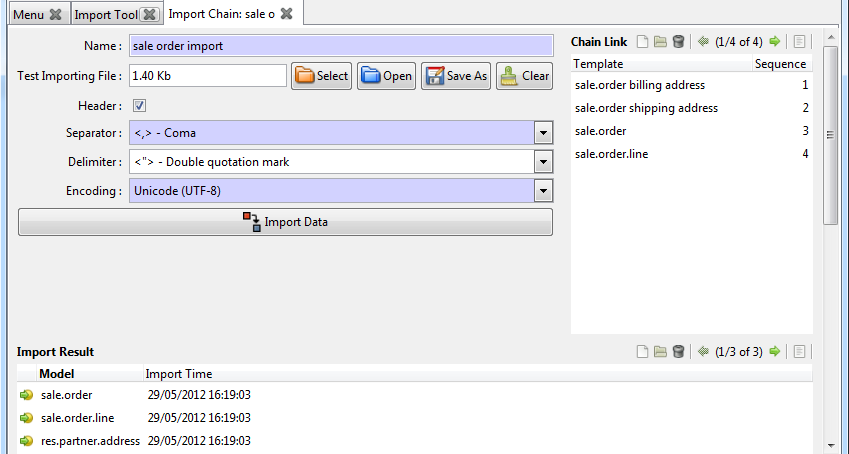 Menu Import Tool Import Chain: sale o
Name : sale order import
Test Importing File : 1.40 Kb Select Open Save As Clear
Header :
Separator : <,> - Coma
Delimiter : <"> - Double quotation mark
Encoding : Unicode (UTF-8)
Import Data
Chain Link (1/4 of 4)
Template Sequence
sale.order billing address 1
sale.order shipping address 2
sale.order 3
sale.order.line 4
Import Result (1/3 of 3)
Model Import Time
sale.order 29/05/2012 16:19:03
sale.order.line 29/05/2012 16:19:03
res.partner.address 29/05/2012 16:19:03